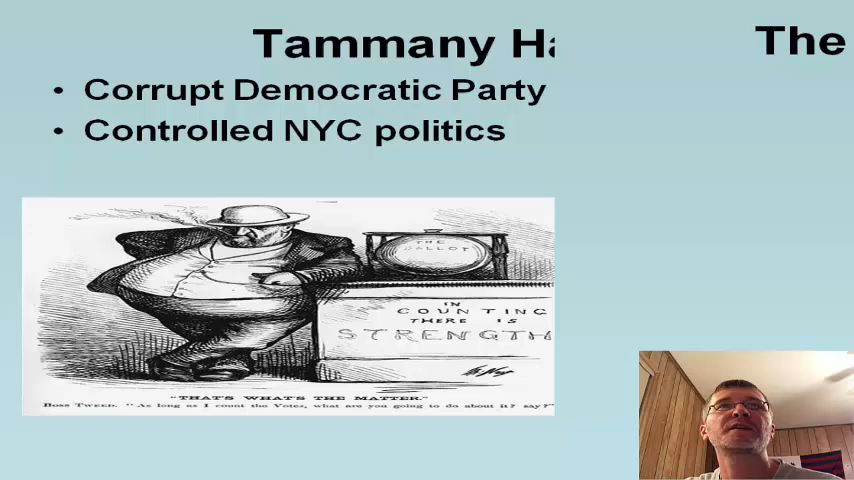 Tammany Ha
The
• Corrupt Democratic Party
• Controlled NYC politics
THE
BALLOT
IN
COUNTING
THERE IS
STRENGTH
"THAT'S WHAT'S THE MATTER."
Boss Tweed. "As long as I count the Votes, what are you going to do about it? say?"